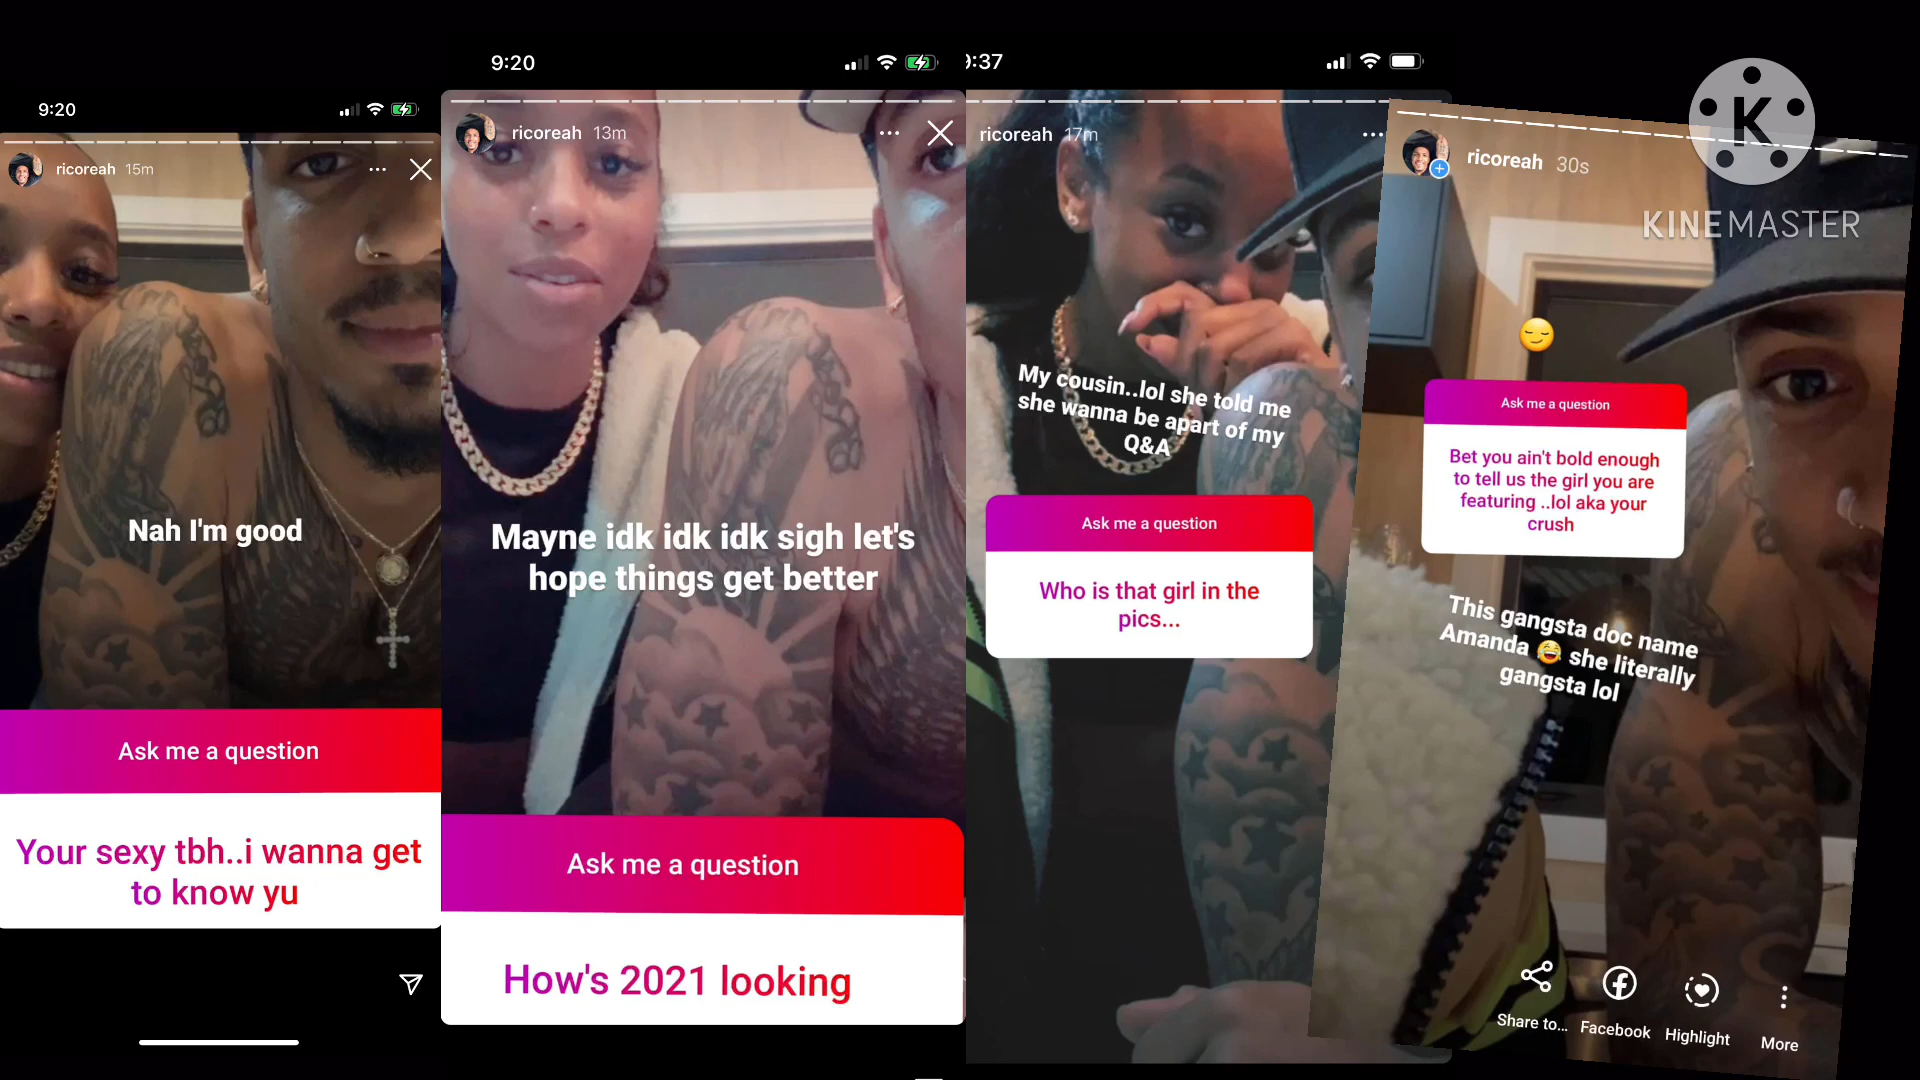 9:20
ricoreah 15m
Nah I'm good
Ask me a question
Your sexy tbh..i wanna get
to know yu
9:20
ricoreah 13m
Mayne idk idk idk sigh let's
hope things get better
Ask me a question
How's 2021 looking
9:37
ricoreah 17m
My cousin..lol she told me
she wanna be apart of my
Q&A
Ask me a question
Who is that girl in the
pics...
ricoreah 30s
😏
Ask me a question
Bet you ain't bold enough
to tell us the girl you are
featuring ..lol aka your
crush
This gangsta doc name
Amanda 😂 she literally
gangsta lol
Share to...
Facebook
Highlight
More
K
KINEMASTER